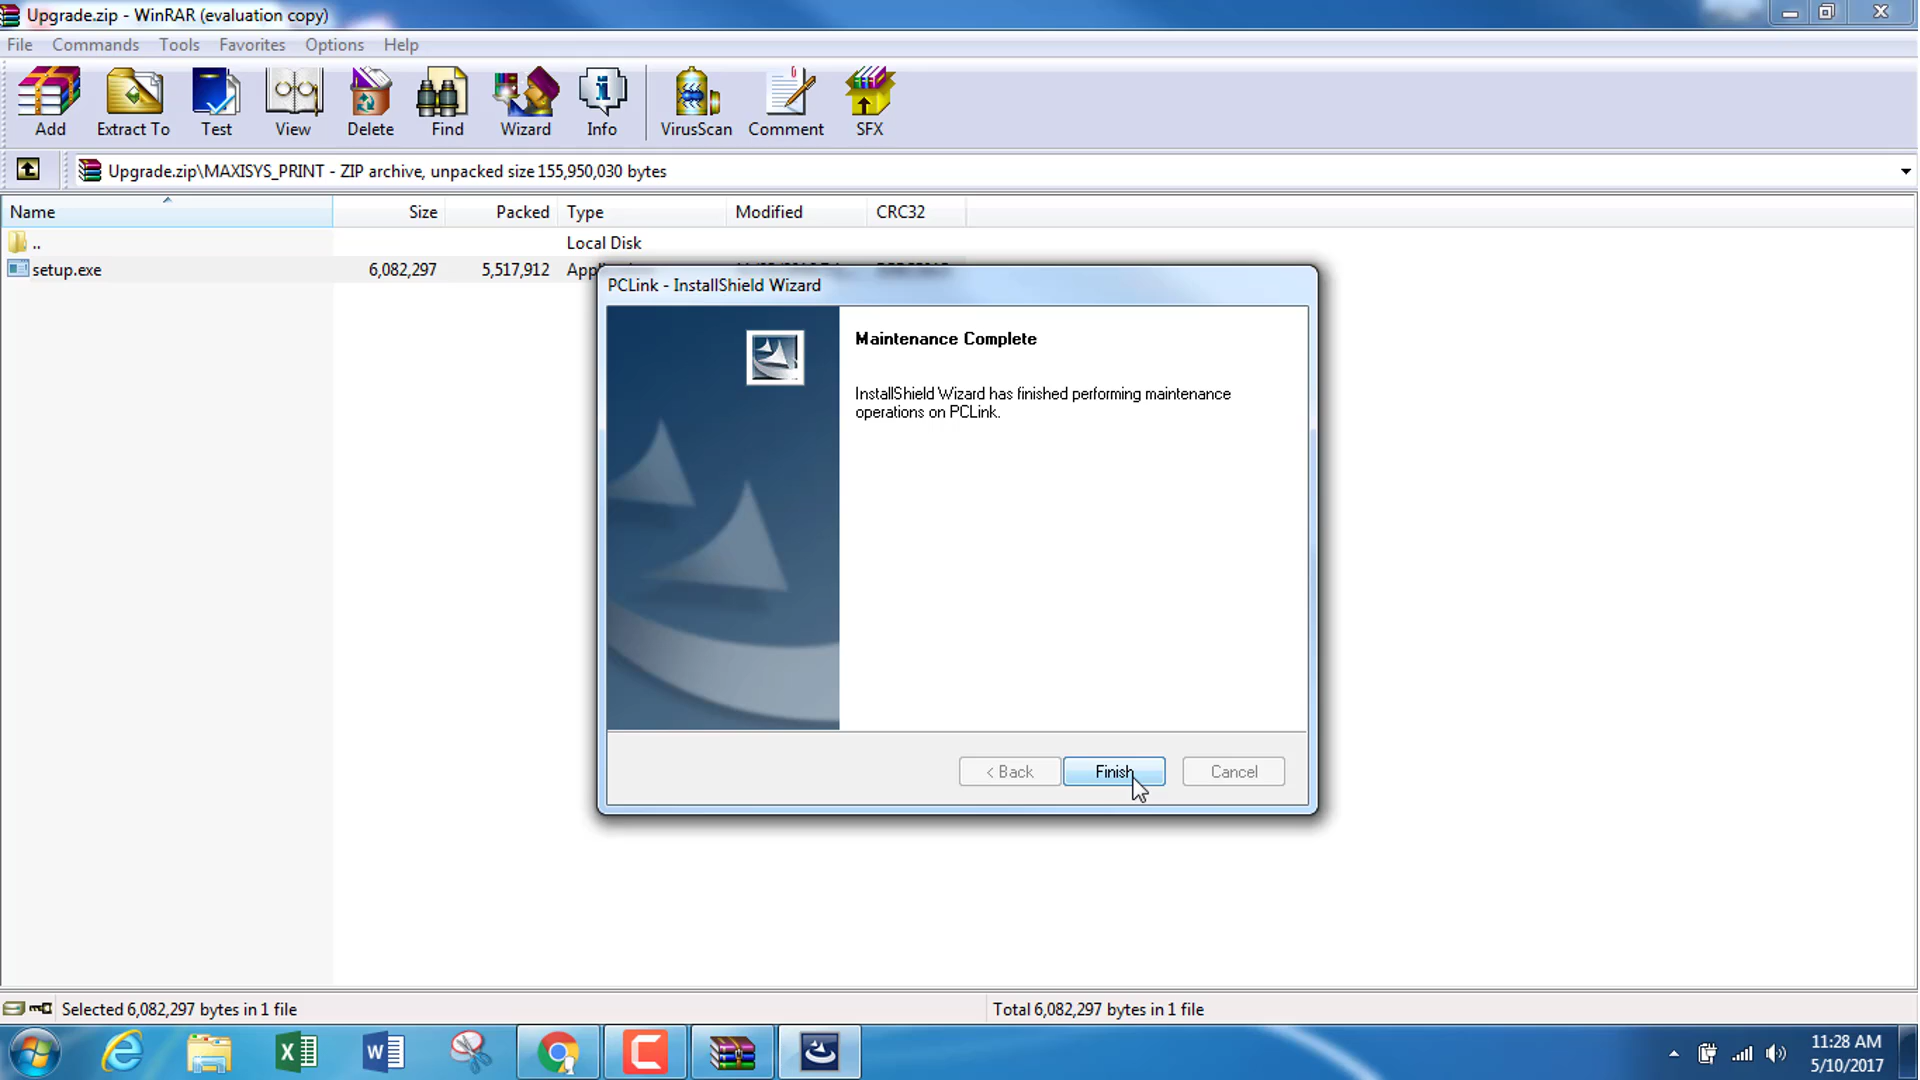 Upgrade.zip - WinRAR (evaluation copy)
File Commands Tools Favorites Options Help
Add Extract To Test View Delete Find Wizard Info VirusScan Comment SFX
Upgrade.zip\MAXISYS_PRINT - ZIP archive, unpacked size 155,950,030 bytes
Name Size Packed Type Modified CRC32
.. Local Disk
setup.exe 6,082,297 5,517,912
PCLink - InstallShield Wizard
Maintenance Complete
InstallShield Wizard has finished performing maintenance
operations on PCLink.
< Back Finish Cancel
Selected 6,082,297 bytes in 1 file Total 6,082,297 bytes in 1 file
11:28 AM
5/10/2017